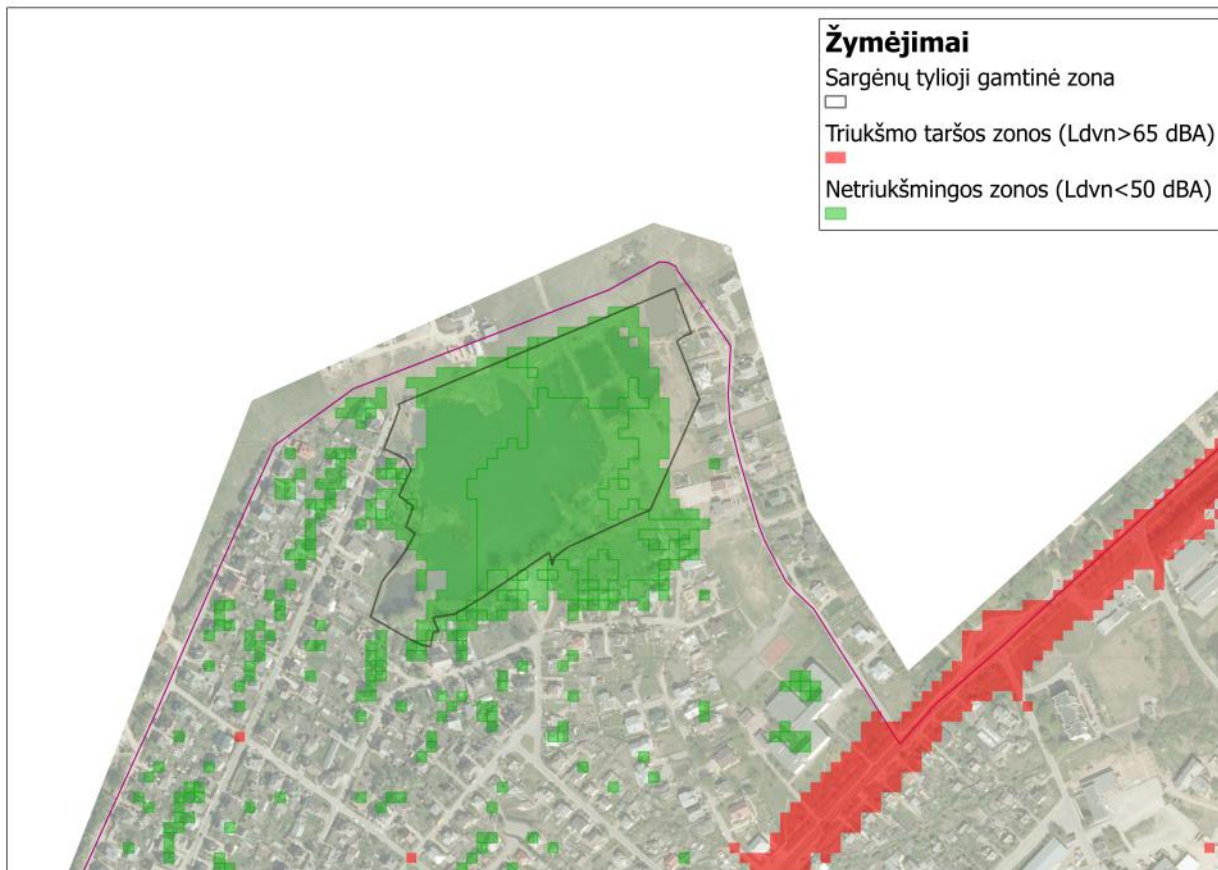 Žymėjimai
Sargėnų tylioji gamtinė zona
Triukšmo taršos zonos (Ldvn>65 dBA)
Netriukšmingos zonos (Ldvn<50 dBA)